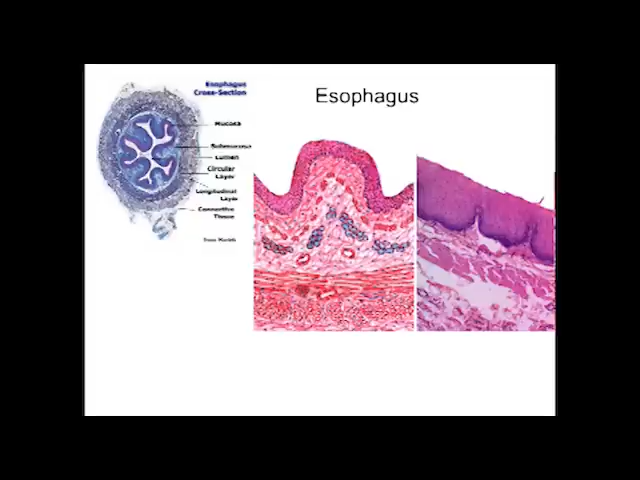 Esophagus
Cross-Section
Esophagus
Mucosa
Submucosa
Lumen
Circular
Layer
Longitudinal
Layer
Connective
Tissue